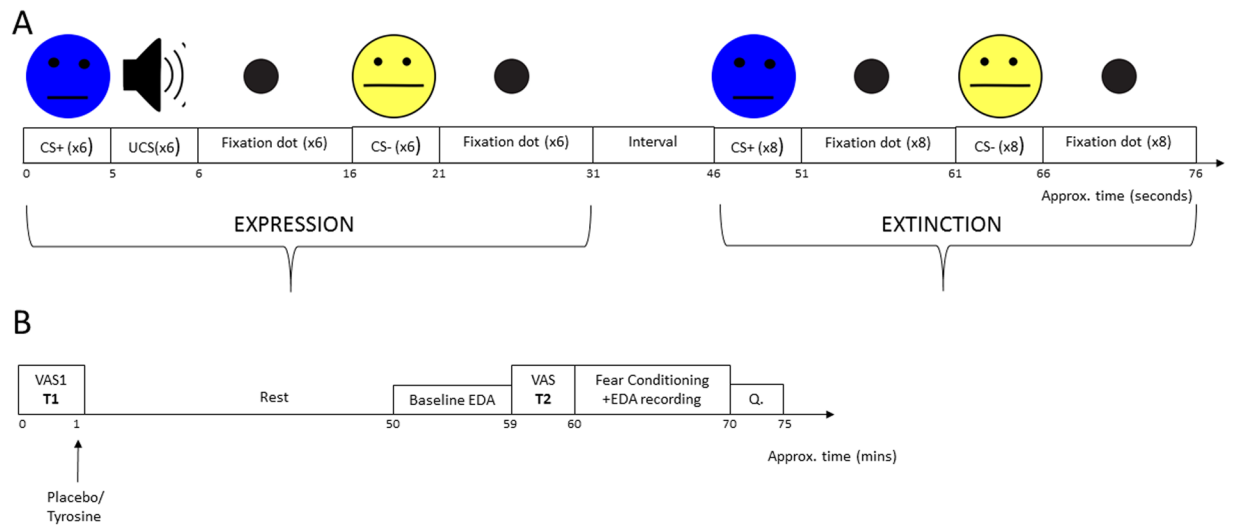 A
CS+ (x6)
UCS(x6)
Fixation dot (x6)
CS- (x6)
Fixation dot (x6)
Interval
CS+ (x8)
Fixation dot (x8)
CS- (x8)
Fixation dot (x8)
0 5 6 16 21 31 46 51 61 66 76
Approx. time (seconds)
EXPRESSION
EXTINCTION
B
VAS1
T1
Rest
Baseline EDA
VAS
T2
Fear Conditioning
+EDA recording
Q.
0 1 50 59 60 70 75
Approx. time (mins)
Placebo/
Tyrosine